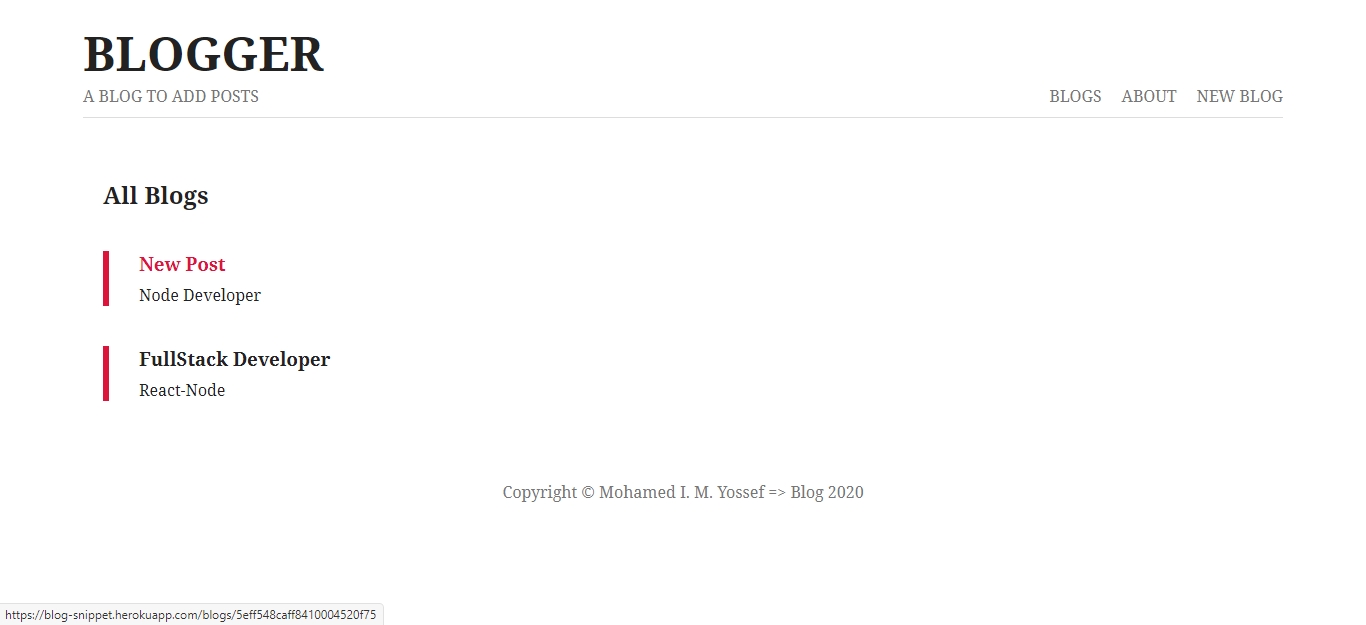 BLOGGER
A BLOG TO ADD POSTS
BLOGS ABOUT NEW BLOG
All Blogs
New Post
Node Developer
FullStack Developer
React-Node
Copyright © Mohamed I. M. Yossef => Blog 2020
https://blog-snippet.herokuapp.com/blogs/5eff548caff8410004520f75